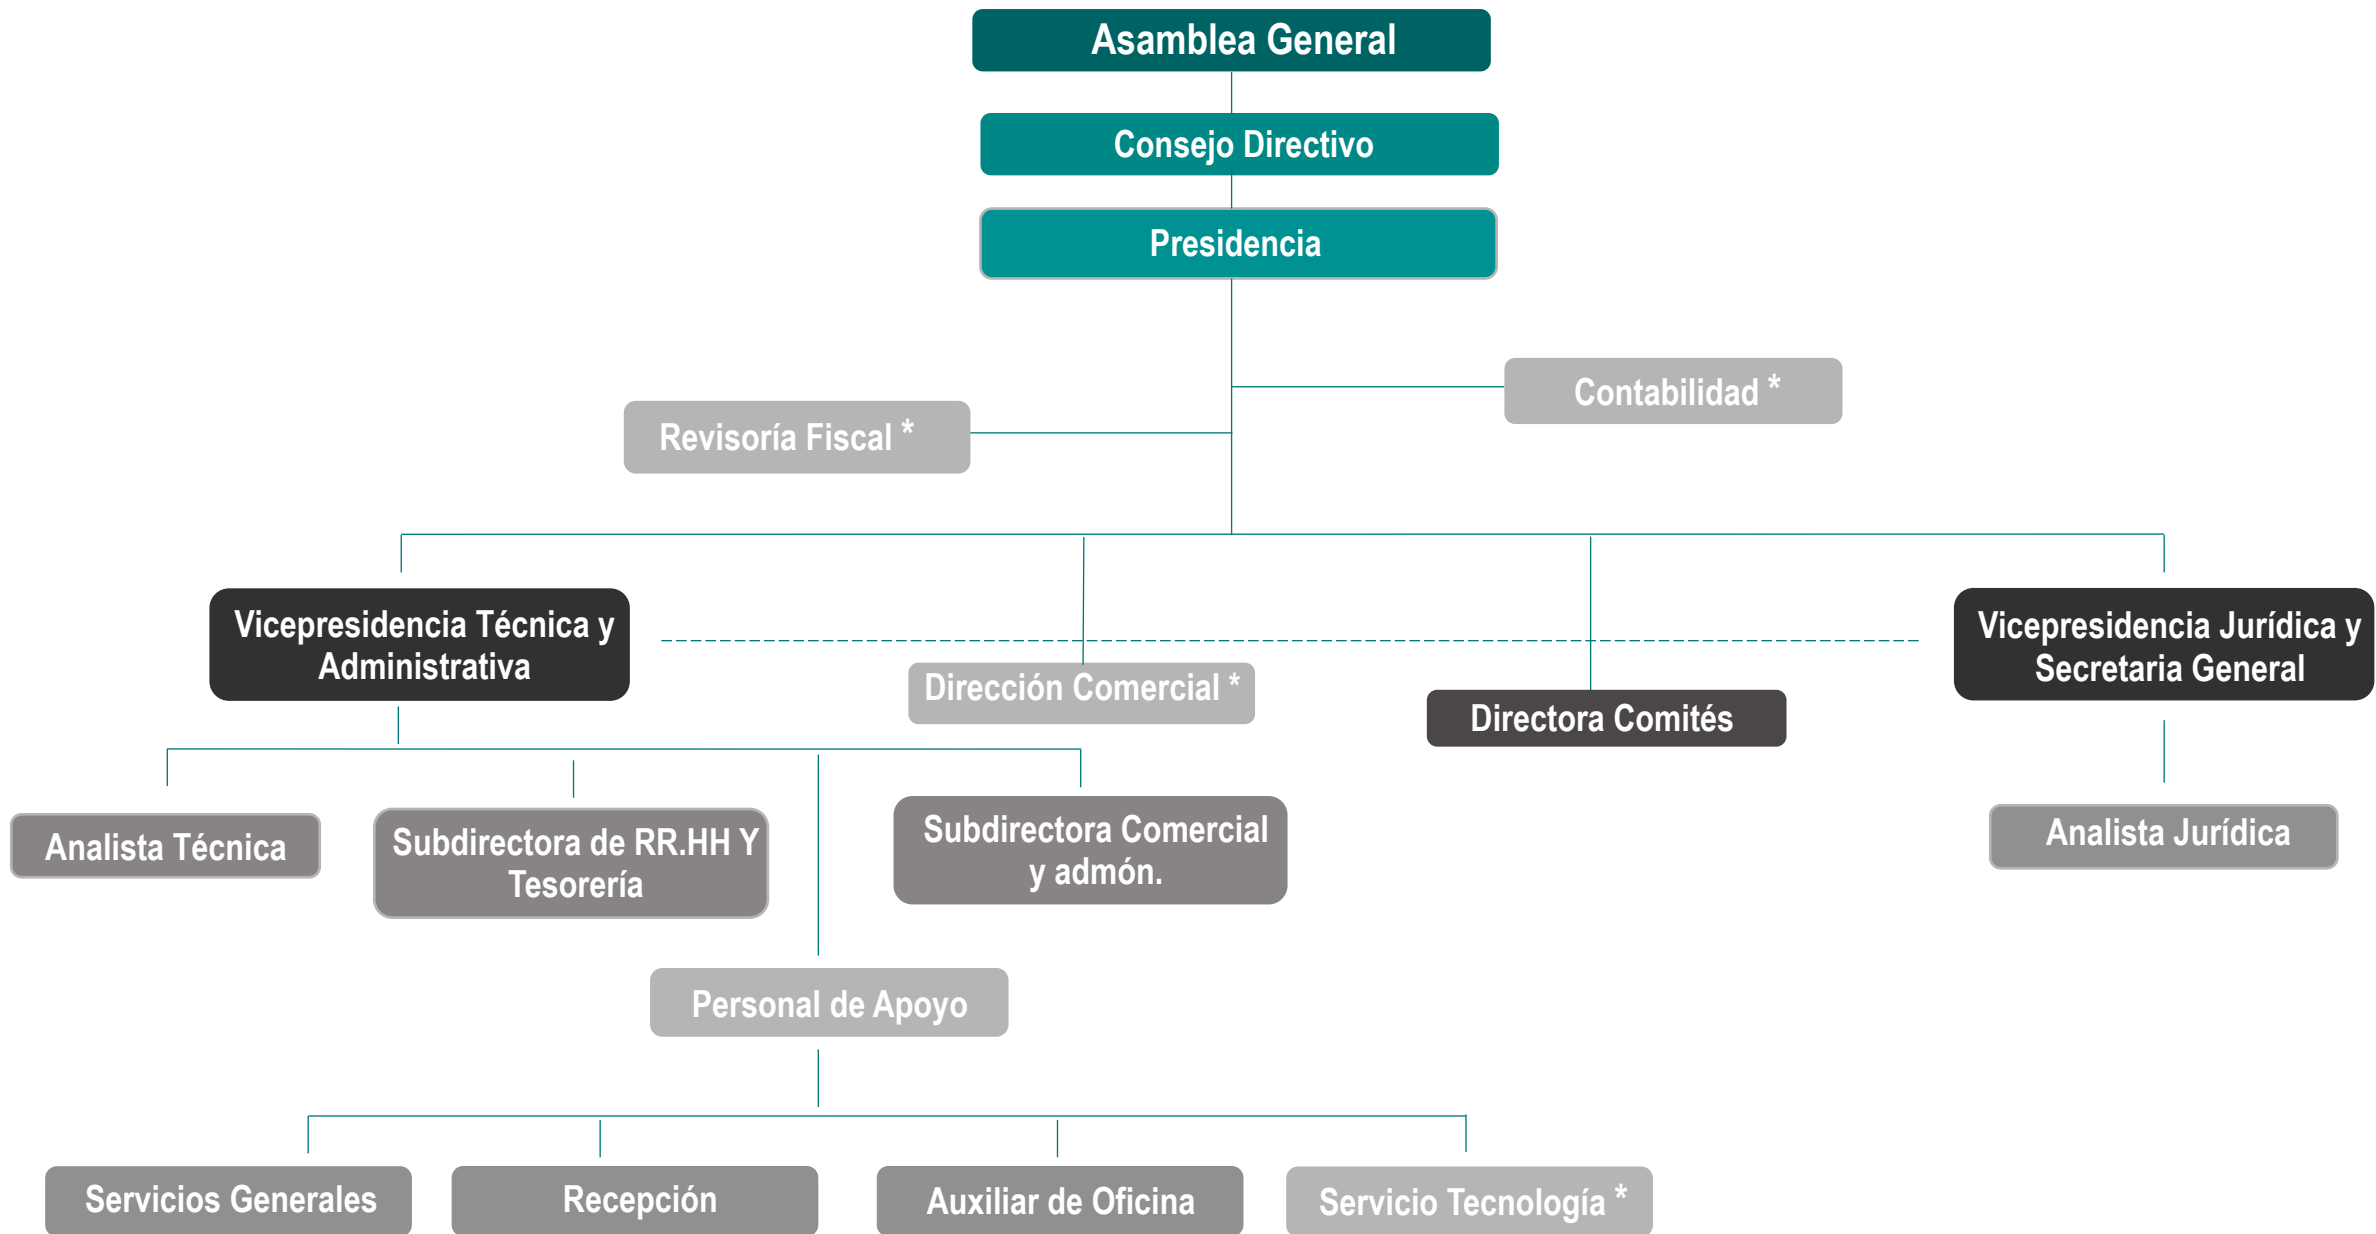 Asamblea General
Consejo Directivo
Presidencia
Contabilidad *
Revisoría Fiscal *
Vicepresidencia Técnica y
Administrativa
Vicepresidencia Jurídica y
Secretaria General
Dirección Comercial *
Directora Comités
Analista Técnica
Subdirectora de RR.HH Y
Tesorería
Subdirectora Comercial
y admón.
Analista Jurídica
Personal de Apoyo
Servicios Generales
Recepción
Auxiliar de Oficina
Servicio Tecnología *